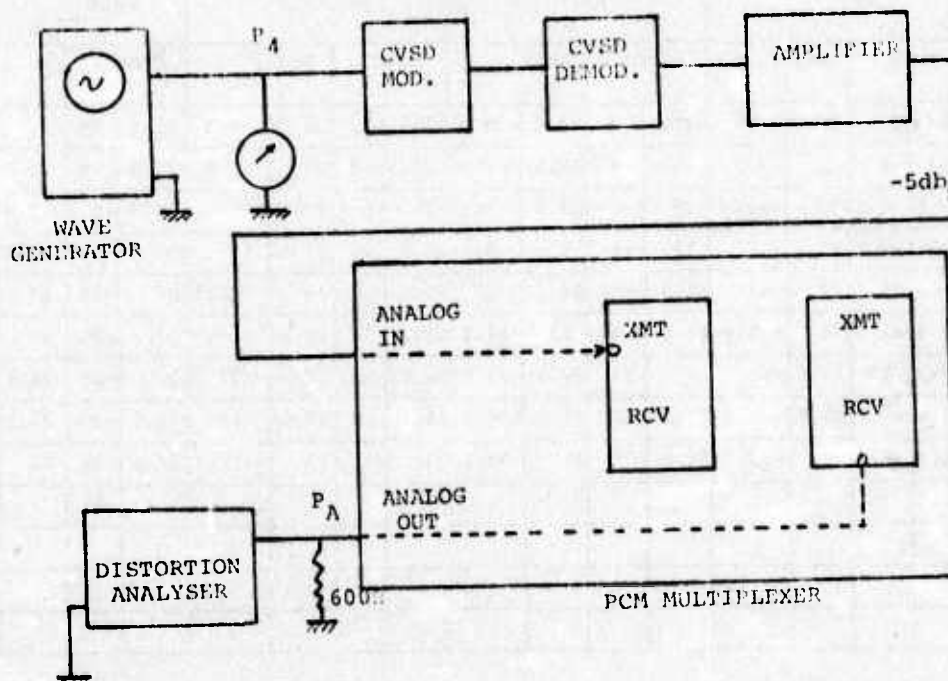 P4
CVSD
MOD.
CVSD
DEMOD.
AMPLIFIER
-5db
WAVE
GENERATOR
ANALOG
IN
XMT
RCV
XMT
RCV
PA
ANALOG
OUT
DISTORTION
ANALYSER
PCM MULTIPLEXER